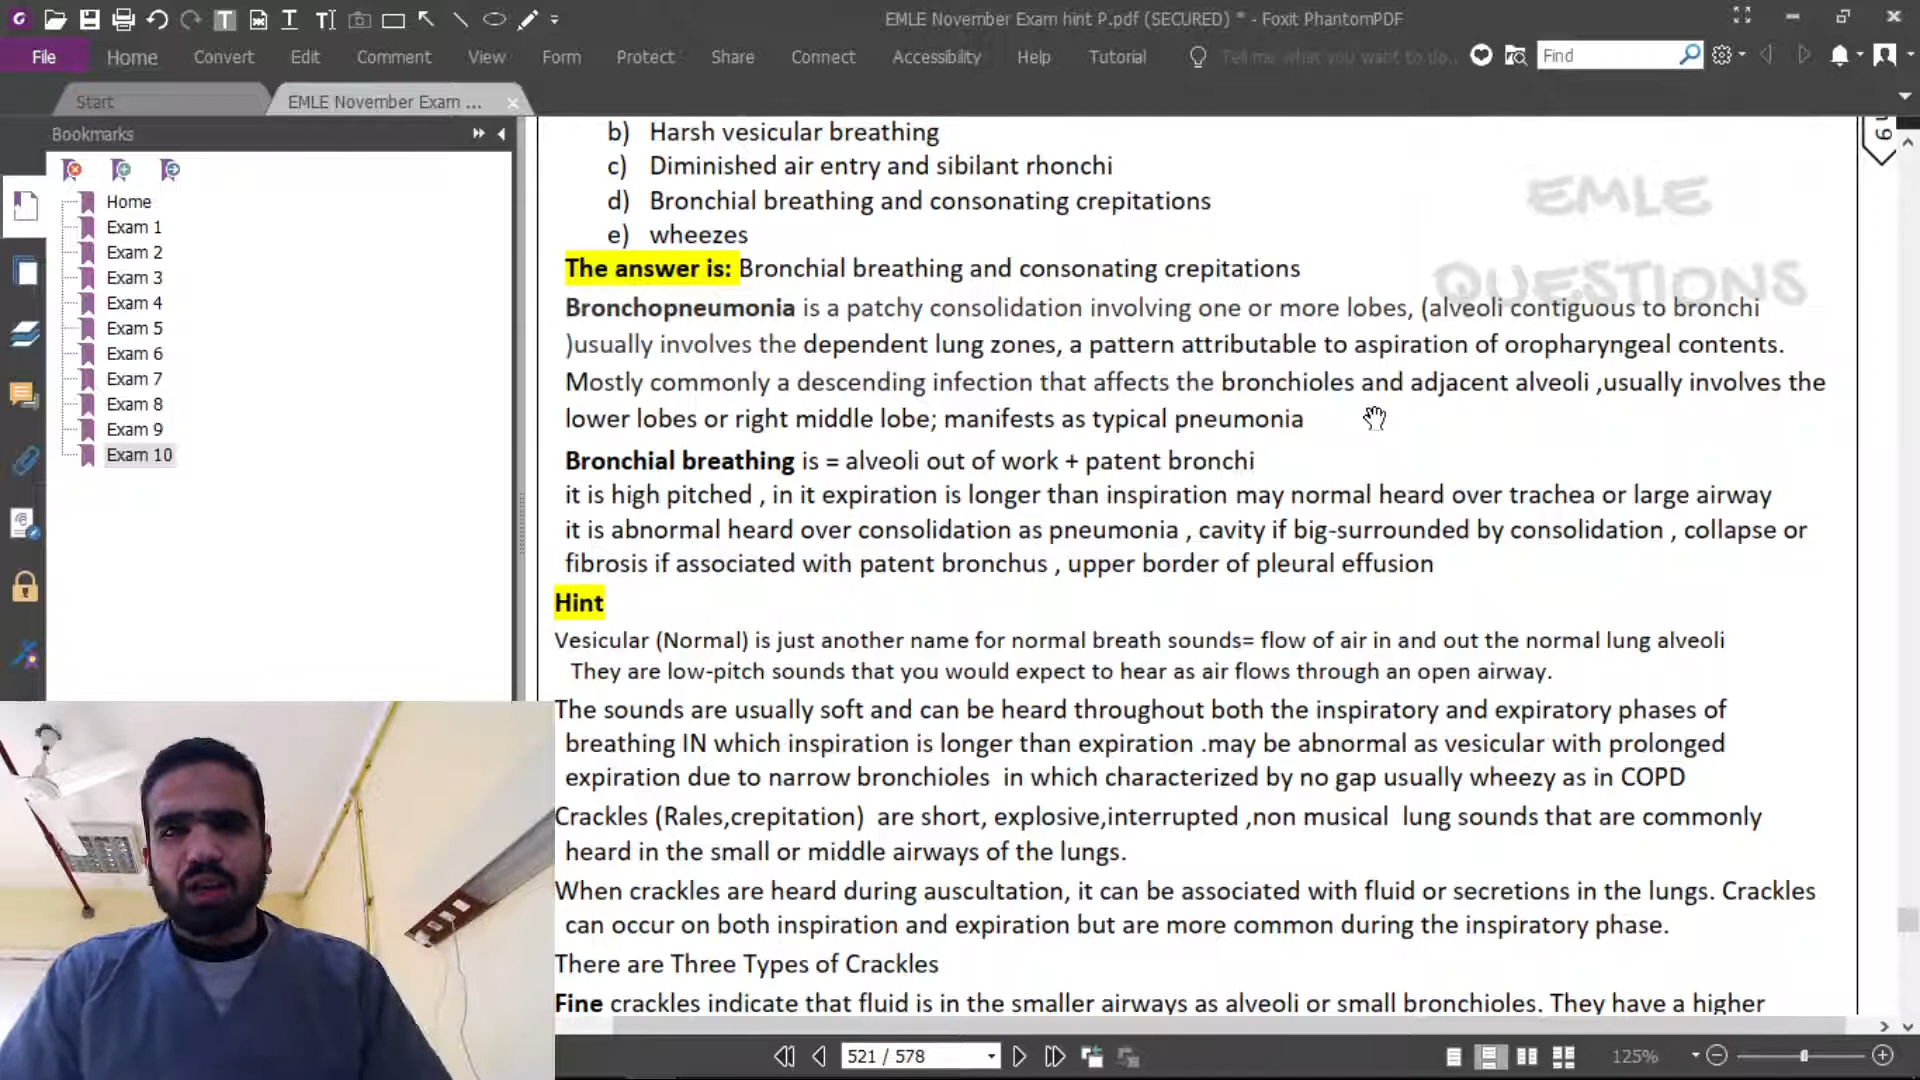 EMLE November Exam hint P.pdf (SECURED) * - Foxit PhantomPDF
File Home Convert Edit Comment View Form Protect Share Connect Accessibility Help Tutorial Tell me what you want to do.. Find
Start EMLE November Exam ...
Bookmarks
Home
Exam 1
Exam 2
Exam 3
Exam 4
Exam 5
Exam 6
Exam 7
Exam 8
Exam 9
Exam 10
EMLE
QUESTIONS
b) Harsh vesicular breathing
c) Diminished air entry and sibilant rhonchi
d) Bronchial breathing and consonating crepitations
e) wheezes
The answer is: Bronchial breathing and consonating crepitations
Bronchopneumonia is a patchy consolidation involving one or more lobes, (alveoli contiguous to bronchi
)usually involves the dependent lung zones, a pattern attributable to aspiration of oropharyngeal contents.
Mostly commonly a descending infection that affects the bronchioles and adjacent alveoli ,usually involves the
lower lobes or right middle lobe; manifests as typical pneumonia
Bronchial breathing is = alveoli out of work + patent bronchi
it is high pitched , in it expiration is longer than inspiration may normal heard over trachea or large airway
it is abnormal heard over consolidation as pneumonia , cavity if big-surrounded by consolidation , collapse or
fibrosis if associated with patent bronchus , upper border of pleural effusion
Hint
Vesicular (Normal) is just another name for normal breath sounds= flow of air in and out the normal lung alveoli
They are low-pitch sounds that you would expect to hear as air flows through an open airway.
The sounds are usually soft and can be heard throughout both the inspiratory and expiratory phases of
breathing IN which inspiration is longer than expiration .may be abnormal as vesicular with prolonged
expiration due to narrow bronchioles in which characterized by no gap usually wheezy as in COPD
Crackles (Rales,crepitation) are short, explosive,interrupted ,non musical lung sounds that are commonly
heard in the small or middle airways of the lungs.
When crackles are heard during auscultation, it can be associated with fluid or secretions in the lungs. Crackles
can occur on both inspiration and expiration but are more common during the inspiratory phase.
There are Three Types of Crackles
Fine crackles indicate that fluid is in the smaller airways as alveoli or small bronchioles. They have a higher
521 / 578
125%